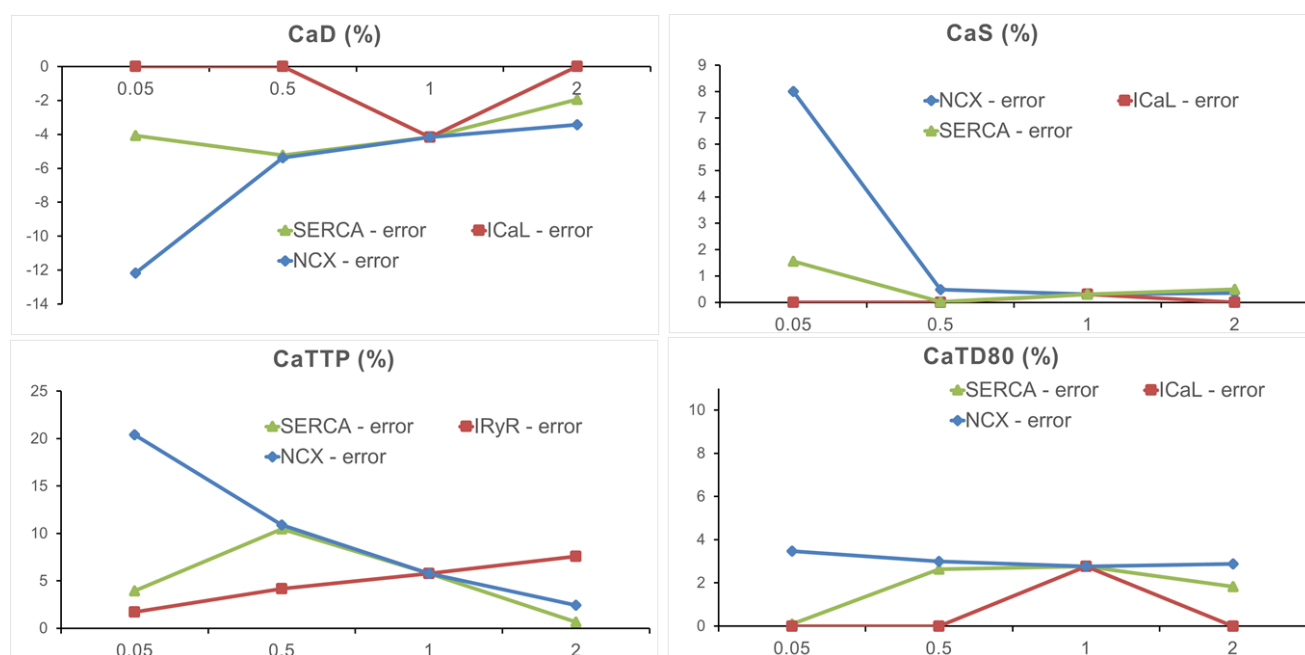 CaD (%)
0
-2
-4
-6
-8
-10
-12
-14
0.05 0.5 1 2
SERCA - error ICaL - error
NCX - error
CaS (%)
9
8
7
6
5
4
3
2
1
0
NCX - error ICaL - error
SERCA - error
0.05 0.5 1 2
CaTTP (%)
25
20
15
10
5
0
SERCA - error IRyR - error
NCX - error
0.05 0.5 1 2
CaTD80 (%)
SERCA - error ICaL - error
NCX - error
10
8
6
4
2
0
0.05 0.5 1 2